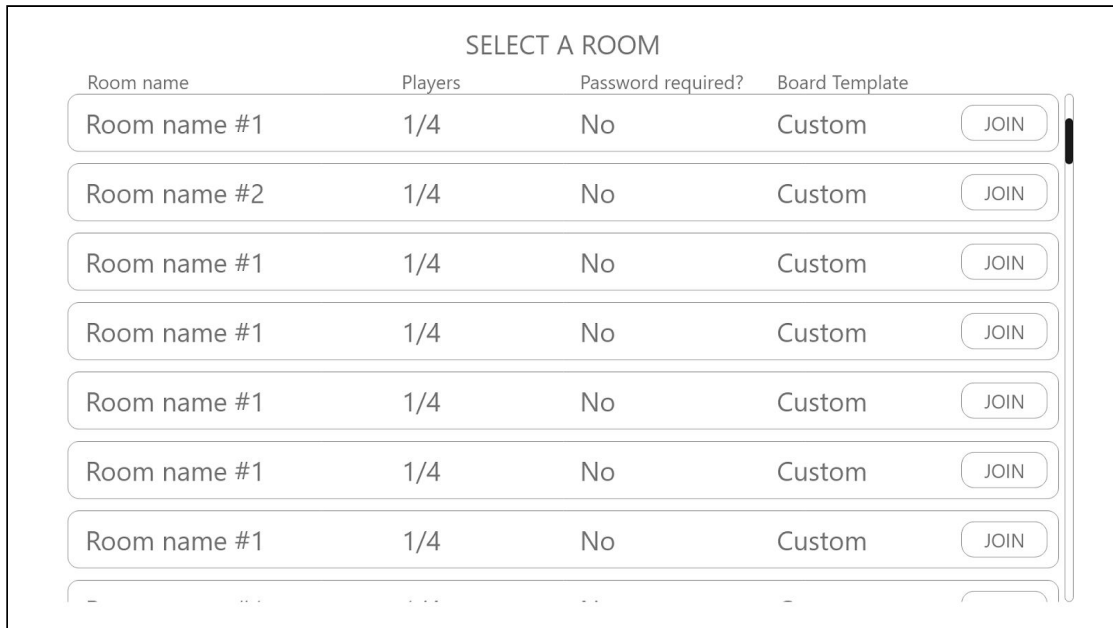 SELECT A ROOM
Room name Players Password required? Board Template
Room name #1 1/4 No Custom JOIN
Room name #2 1/4 No Custom JOIN
Room name #1 1/4 No Custom JOIN
Room name #1 1/4 No Custom JOIN
Room name #1 1/4 No Custom JOIN
Room name #1 1/4 No Custom JOIN
Room name #1 1/4 No Custom JOIN